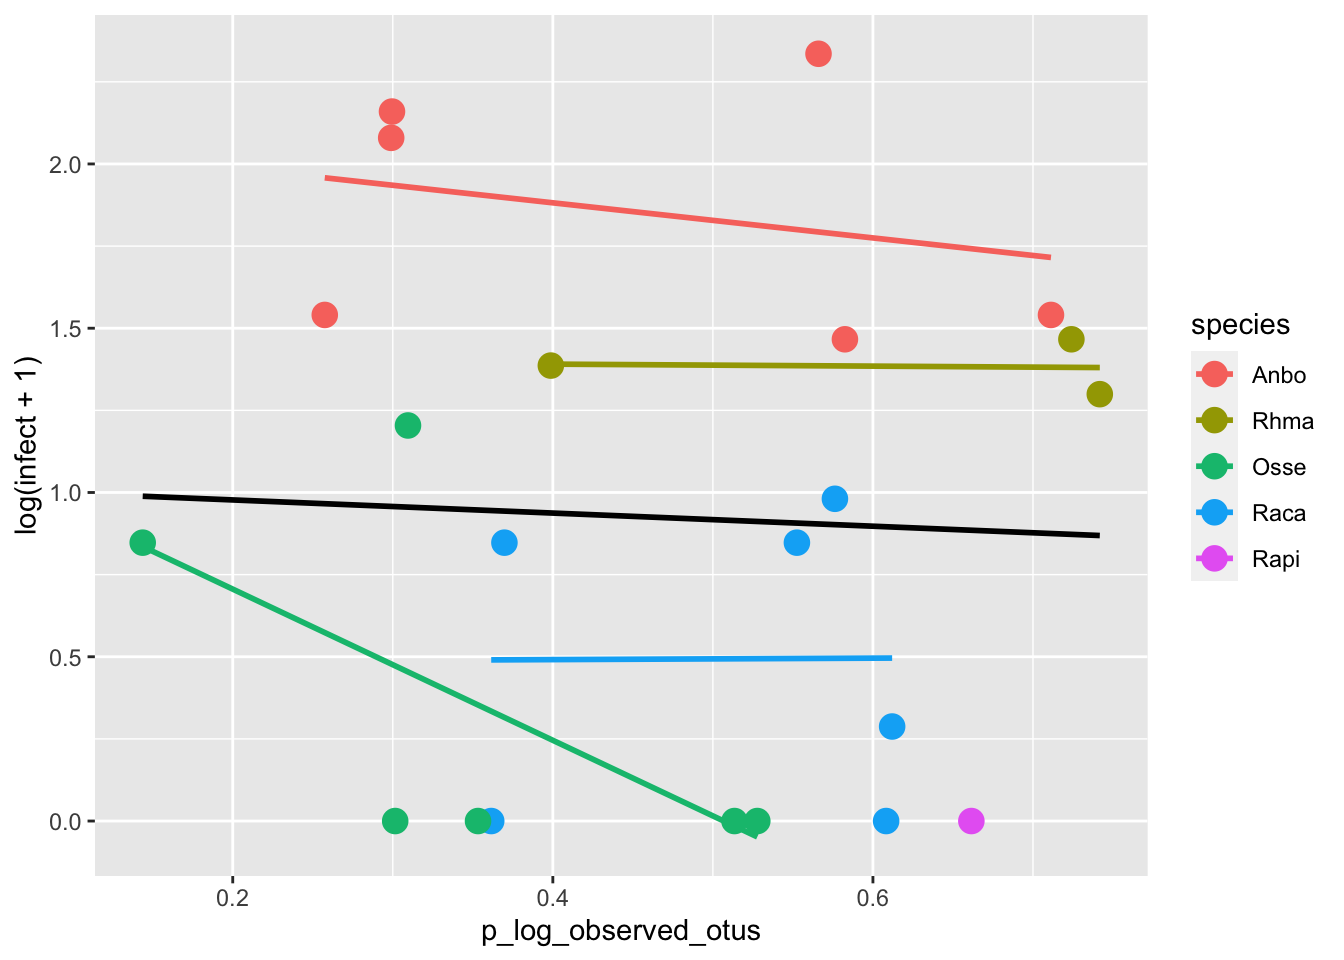 2.0
1.5
1.0
0.5
0.0
log(infect + 1)
0.2 0.4 0.6
p_log_observed_otus
species
Anbo
Rhma
Osse
Raca
Rapi